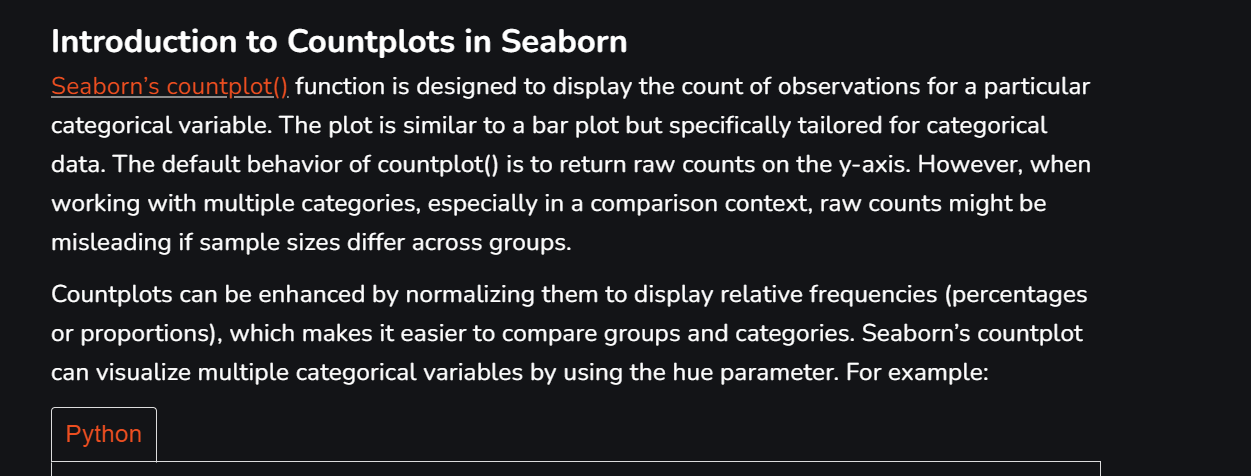 Introduction to Countplots in Seaborn
Seaborn’s countplot() function is designed to display the count of observations for a particular
categorical variable. The plot is similar to a bar plot but specifically tailored for categorical
data. The default behavior of countplot() is to return raw counts on the y-axis. However, when
working with multiple categories, especially in a comparison context, raw counts might be
misleading if sample sizes differ across groups.
Countplots can be enhanced by normalizing them to display relative frequencies (percentages
or proportions), which makes it easier to compare groups and categories. Seaborn’s countplot
can visualize multiple categorical variables by using the hue parameter. For example:
Python